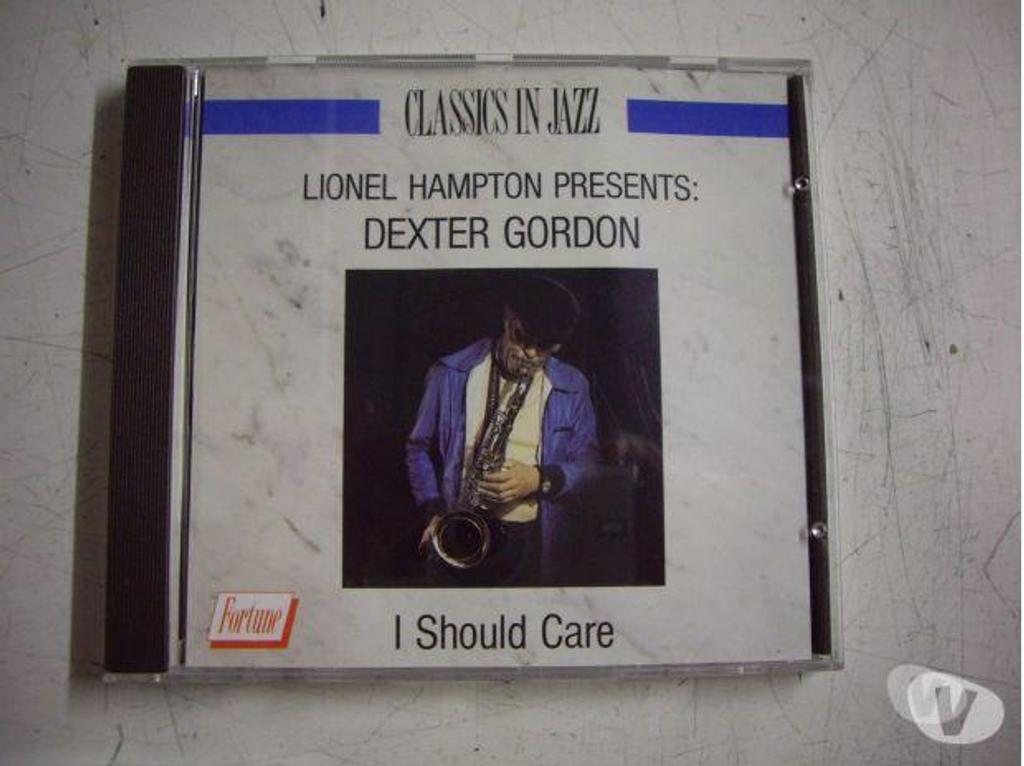 CLASSICS IN JAZZ
LIONEL HAMPTON PRESENTS:
DEXTER GORDON
Fortune
I Should Care
W